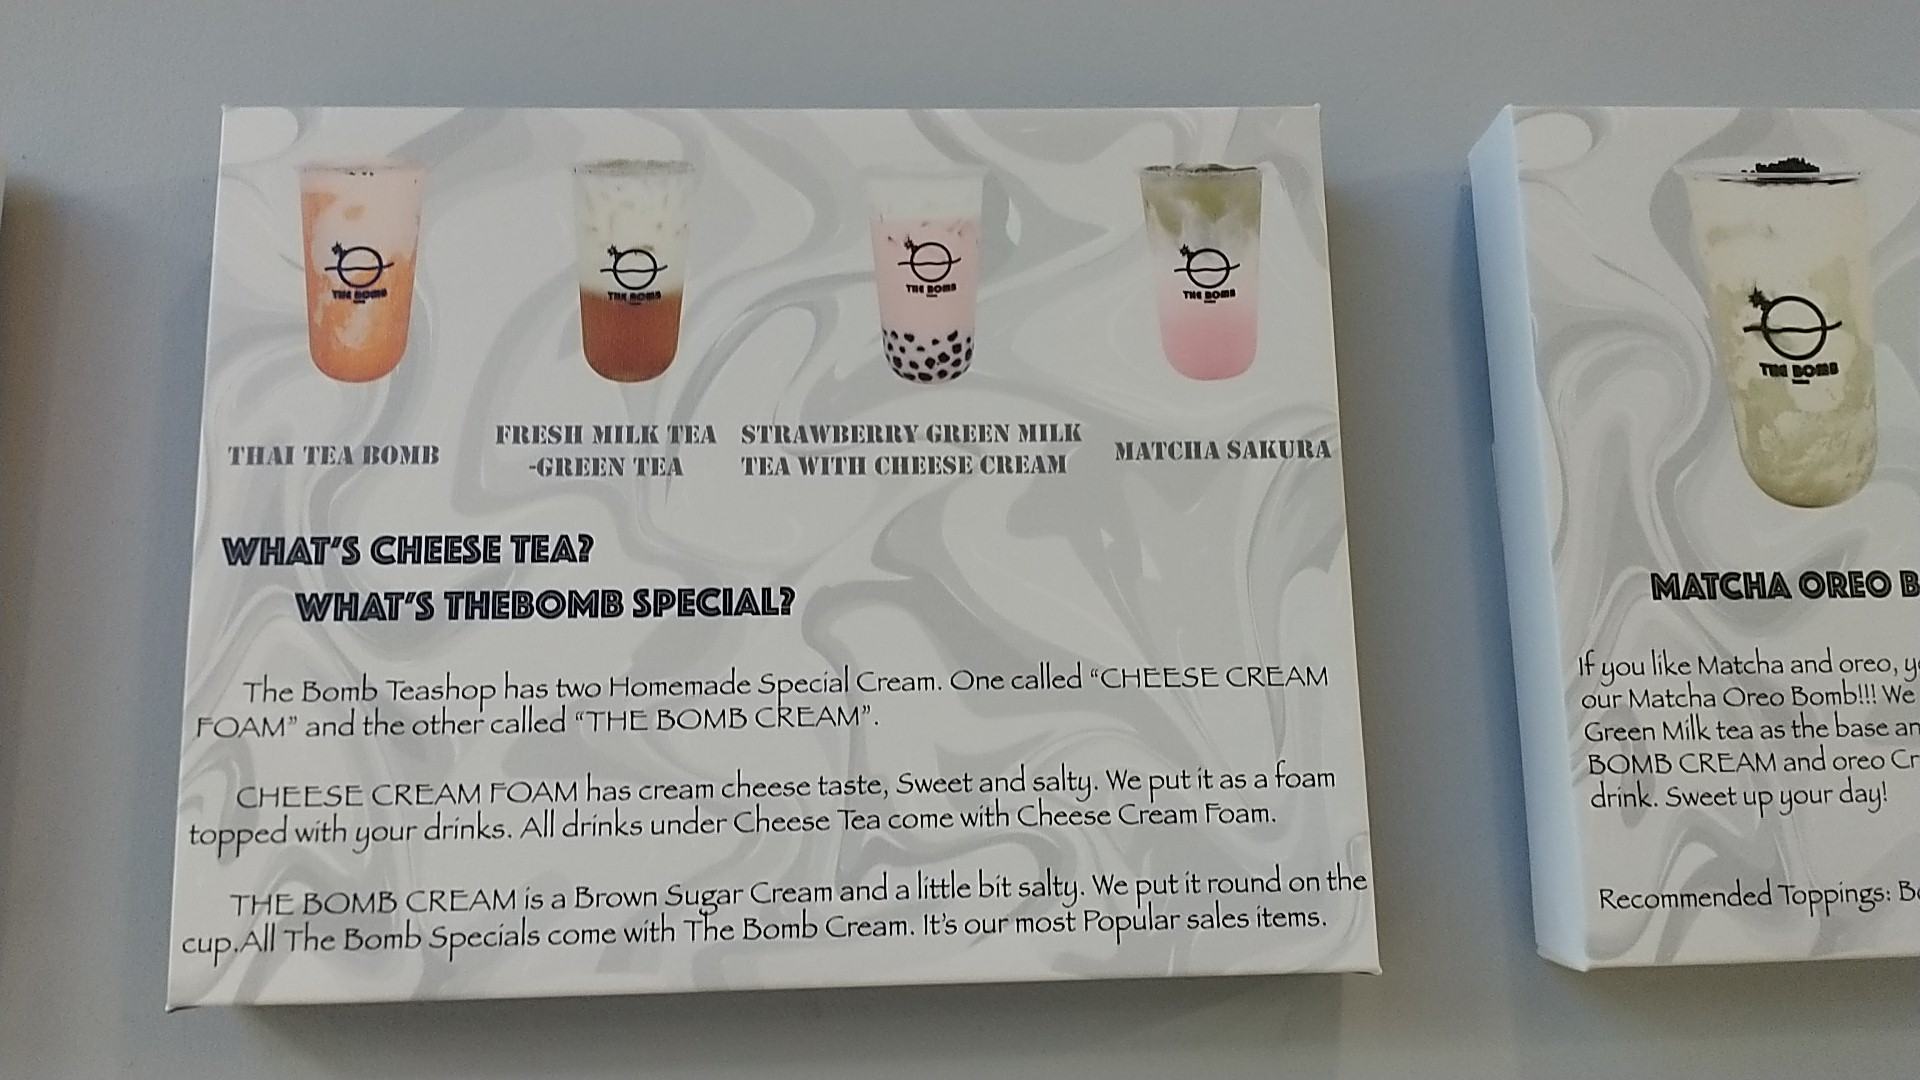 THE BOMB
THE BOMB
THE BOMB
THE BOMB
THAI TEA BOMB
FRESH MILK TEA
-GREEN TEA
STRAWBERRY GREEN MILK
TEA WITH CHEESE CREAM
MATCHA SAKURA
WHAT'S CHEESE TEA?
WHAT'S THEBOMB SPECIAL?
The Bomb Teashop has two Homemade Special Cream. One called “CHEESE CREAM
FOAM” and the other called “THE BOMB CREAM”.
CHEESE CREAM FOAM has cream cheese taste, Sweet and salty. We put it as a foam
topped with your drinks. All drinks under Cheese Tea come with Cheese Cream Foam.
THE BOMB CREAM is a Brown Sugar Cream and a little bit salty. We put it round on the
cup.All The Bomb Specials come with The Bomb Cream. It's our most Popular sales items.
THE BOMB
MATCHA OREO
If you like Matcha and oreo,
our Matcha Oreo Bomb!!! We
Green Milk tea as the base
BOMB CREAM and oreo
drink. Sweet up your day!
Recommended Toppings: